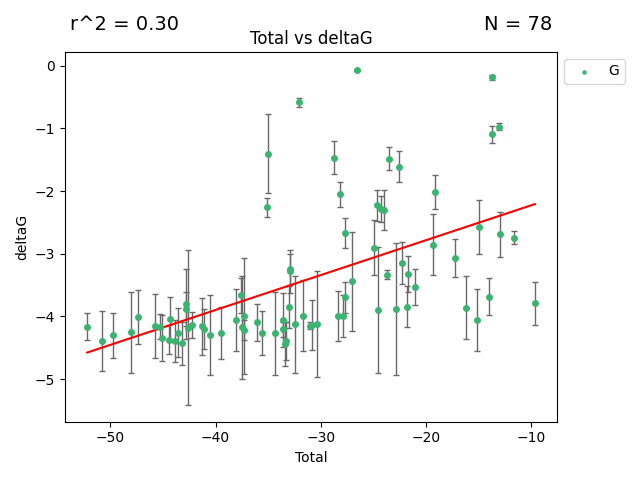 r^2 = 0.30 N = 78
Total vs deltaG
G
0
−1
−2
−3
−4
−5
deltaG
−50 −40 −30 −20 −10
Total